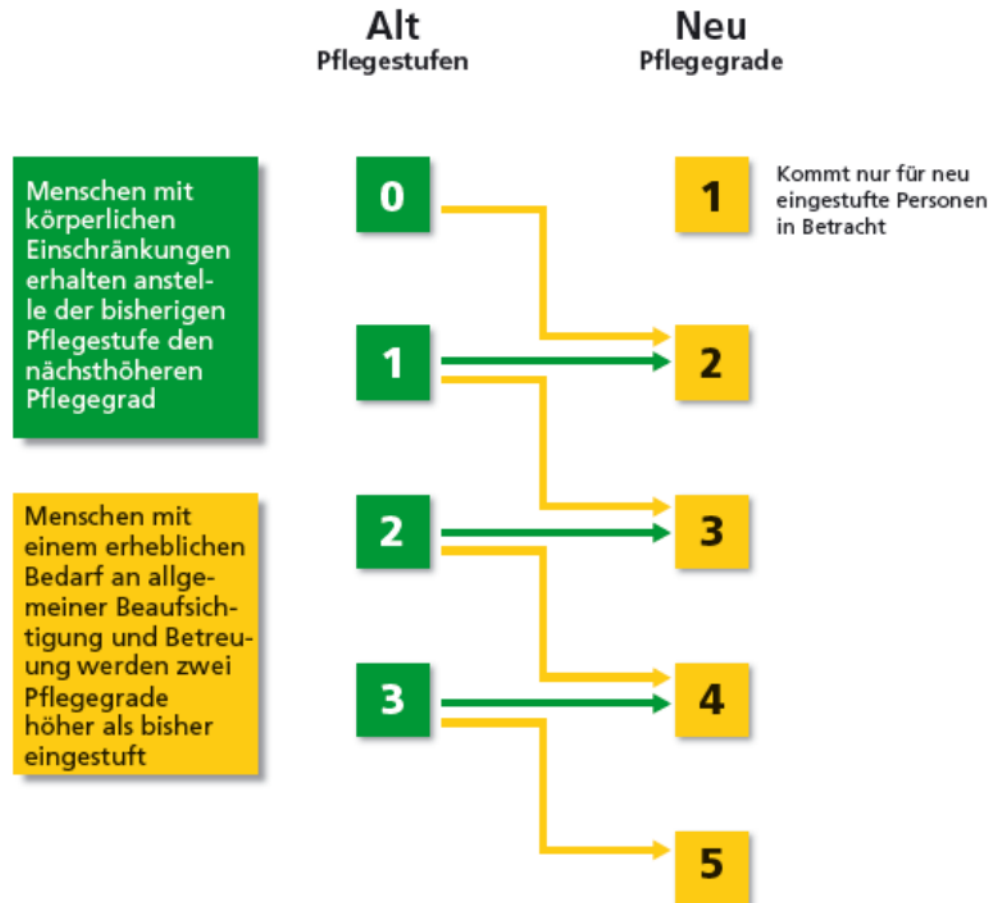 Alt
Pflegestufen
Neu
Pflegegrade
Menschen mit
körperlichen
Einschränkungen
erhalten anstel-
le der bisherigen
Pflegestufe den
nächsthöheren
Pflegegrad
0
1
Kommt nur für neu
eingestufte Personen
in Betracht
1
2
Menschen mit
einem erheblichen
Bedarf an allge-
meiner Beaufsich-
tigung und Betreu-
ung werden zwei
Pflegegrade
höher als bisher
eingestuft
2
3
3
4
5